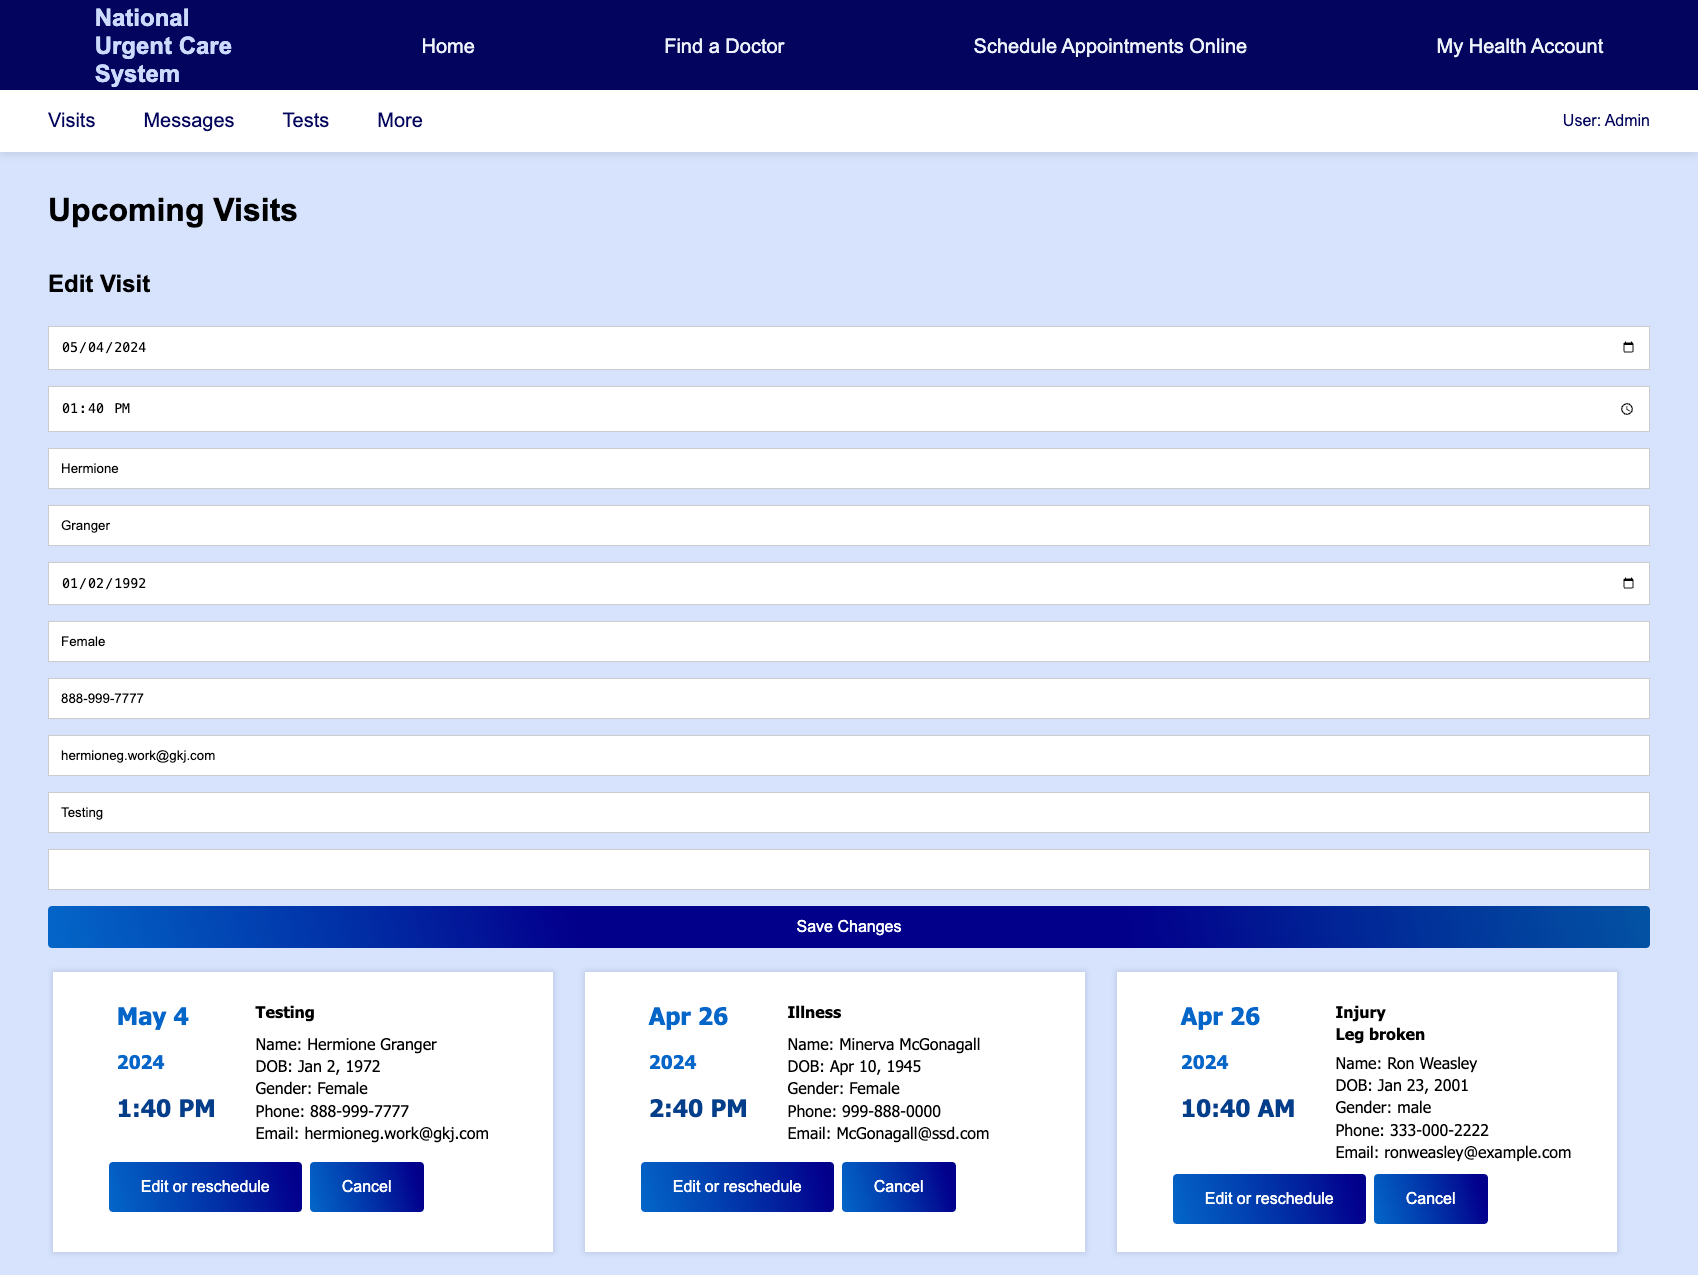 National
Urgent Care
System
Home
Find a Doctor
Schedule Appointments Online
My Health Account
Visits
Messages
Tests
More
User: Admin
Upcoming Visits
Edit Visit
05/04/2024
01:40 PM
Hermione
Granger
01/02/1992
Female
888-999-7777
hermioneg.work@gkj.com
Testing
Save Changes
May 4
2024
1:40 PM
Testing
Name: Hermione Granger
DOB: Jan 2, 1972
Gender: Female
Phone: 888-999-7777
Email: hermioneg.work@gkj.com
Edit or reschedule
Cancel
Apr 26
2024
2:40 PM
Illness
Name: Minerva McGonagall
DOB: Apr 10, 1945
Gender: Female
Phone: 999-888-0000
Email: McGonagall@ssd.com
Edit or reschedule
Cancel
Apr 26
2024
10:40 AM
Injury
Leg broken
Name: Ron Weasley
DOB: Jan 23, 2001
Gender: male
Phone: 333-000-2222
Email: ronweasley@example.com
Edit or reschedule
Cancel